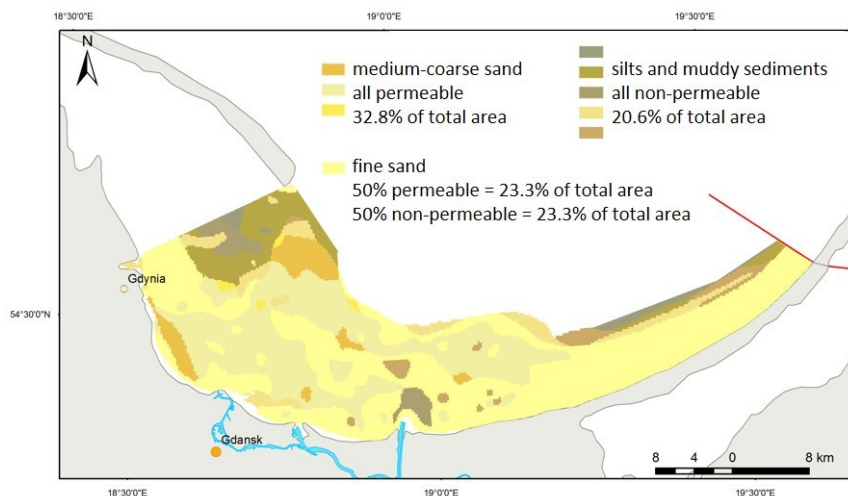 18°30'0"E 19°0'0"E 19°30'0"E
N
medium-coarse sand
all permeable
32.8% of total area
silts and muddy sediments
all non-permeable
20.6% of total area
fine sand
50% permeable = 23.3% of total area
50% non-permeable = 23.3% of total area
Gdynia
54°30'0"N
54°30'0"N
Gdansk
8 4 0 8 km
18°30'0"E 19°0'0"E 19°30'0"E